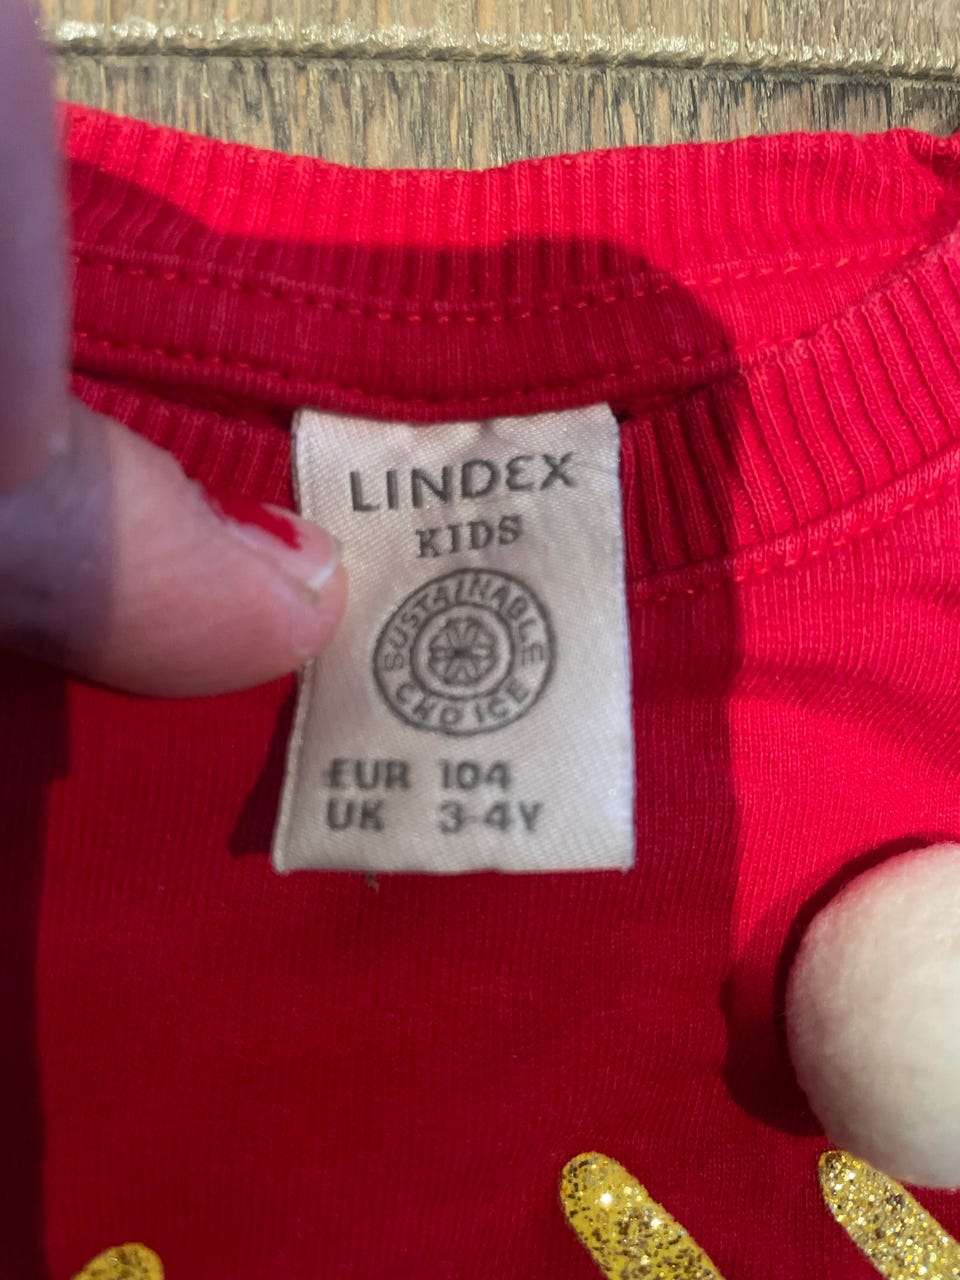 LINDEX
KIDS
SUSTAINABLE
CHOICE
EUR 104
UK 3-4Y